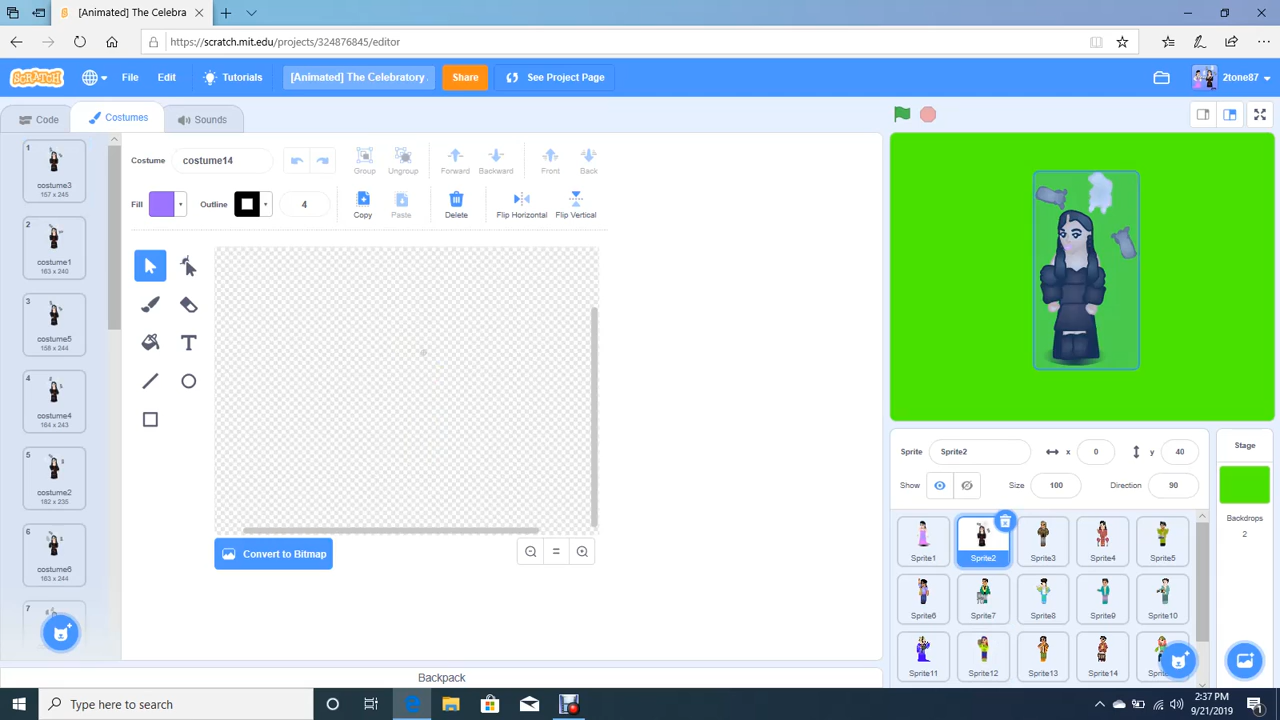 [Animated] The Celebra
https://scratch.mit.edu/projects/324876845/editor
SCRATCH
File
Edit
Tutorials
[Animated] The Celebratory
Share
See Project Page
2tone87
Code
Costumes
Sounds
Costume
costume14
Group
Ungroup
Forward
Backward
Front
Back
Fill
Outline
4
Copy
Paste
Delete
Flip Horizontal
Flip Vertical
1
costume3
157 x 245
2
costume1
163 x 240
3
costume5
158 x 244
4
costume4
164 x 243
5
costume2
182 x 235
6
costume6
163 x 244
7
T
Convert to Bitmap
Sprite
Sprite2
x
0
y
40
Show
Size
100
Direction
90
Stage
Backdrops
2
Sprite1
Sprite2
Sprite3
Sprite4
Sprite5
Sprite6
Sprite7
Sprite8
Sprite9
Sprite10
Sprite11
Sprite12
Sprite13
Sprite14
Backpack
Type here to search
2:37 PM
9/21/2019
1